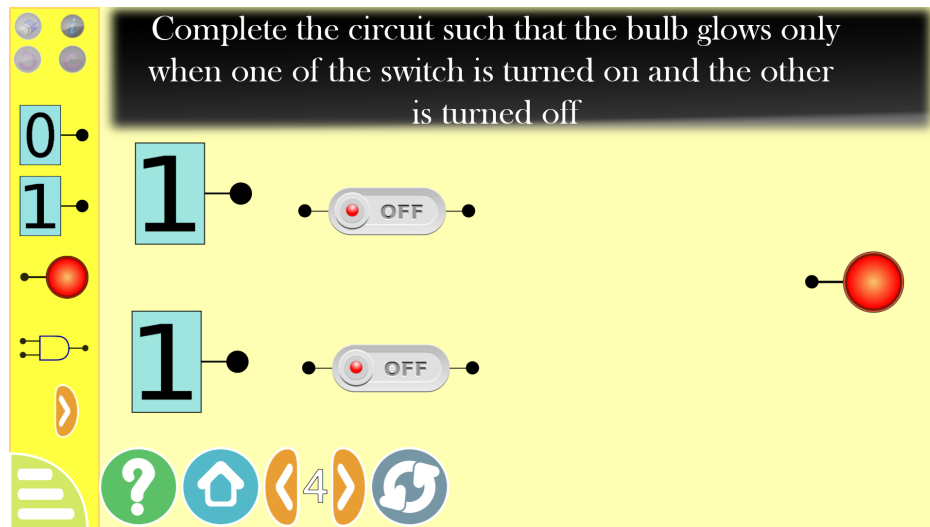 Complete the circuit such that the bulb glows only
when one of the switch is turned on and the other
is turned off
0
1
1
OFF
1
OFF
?
4